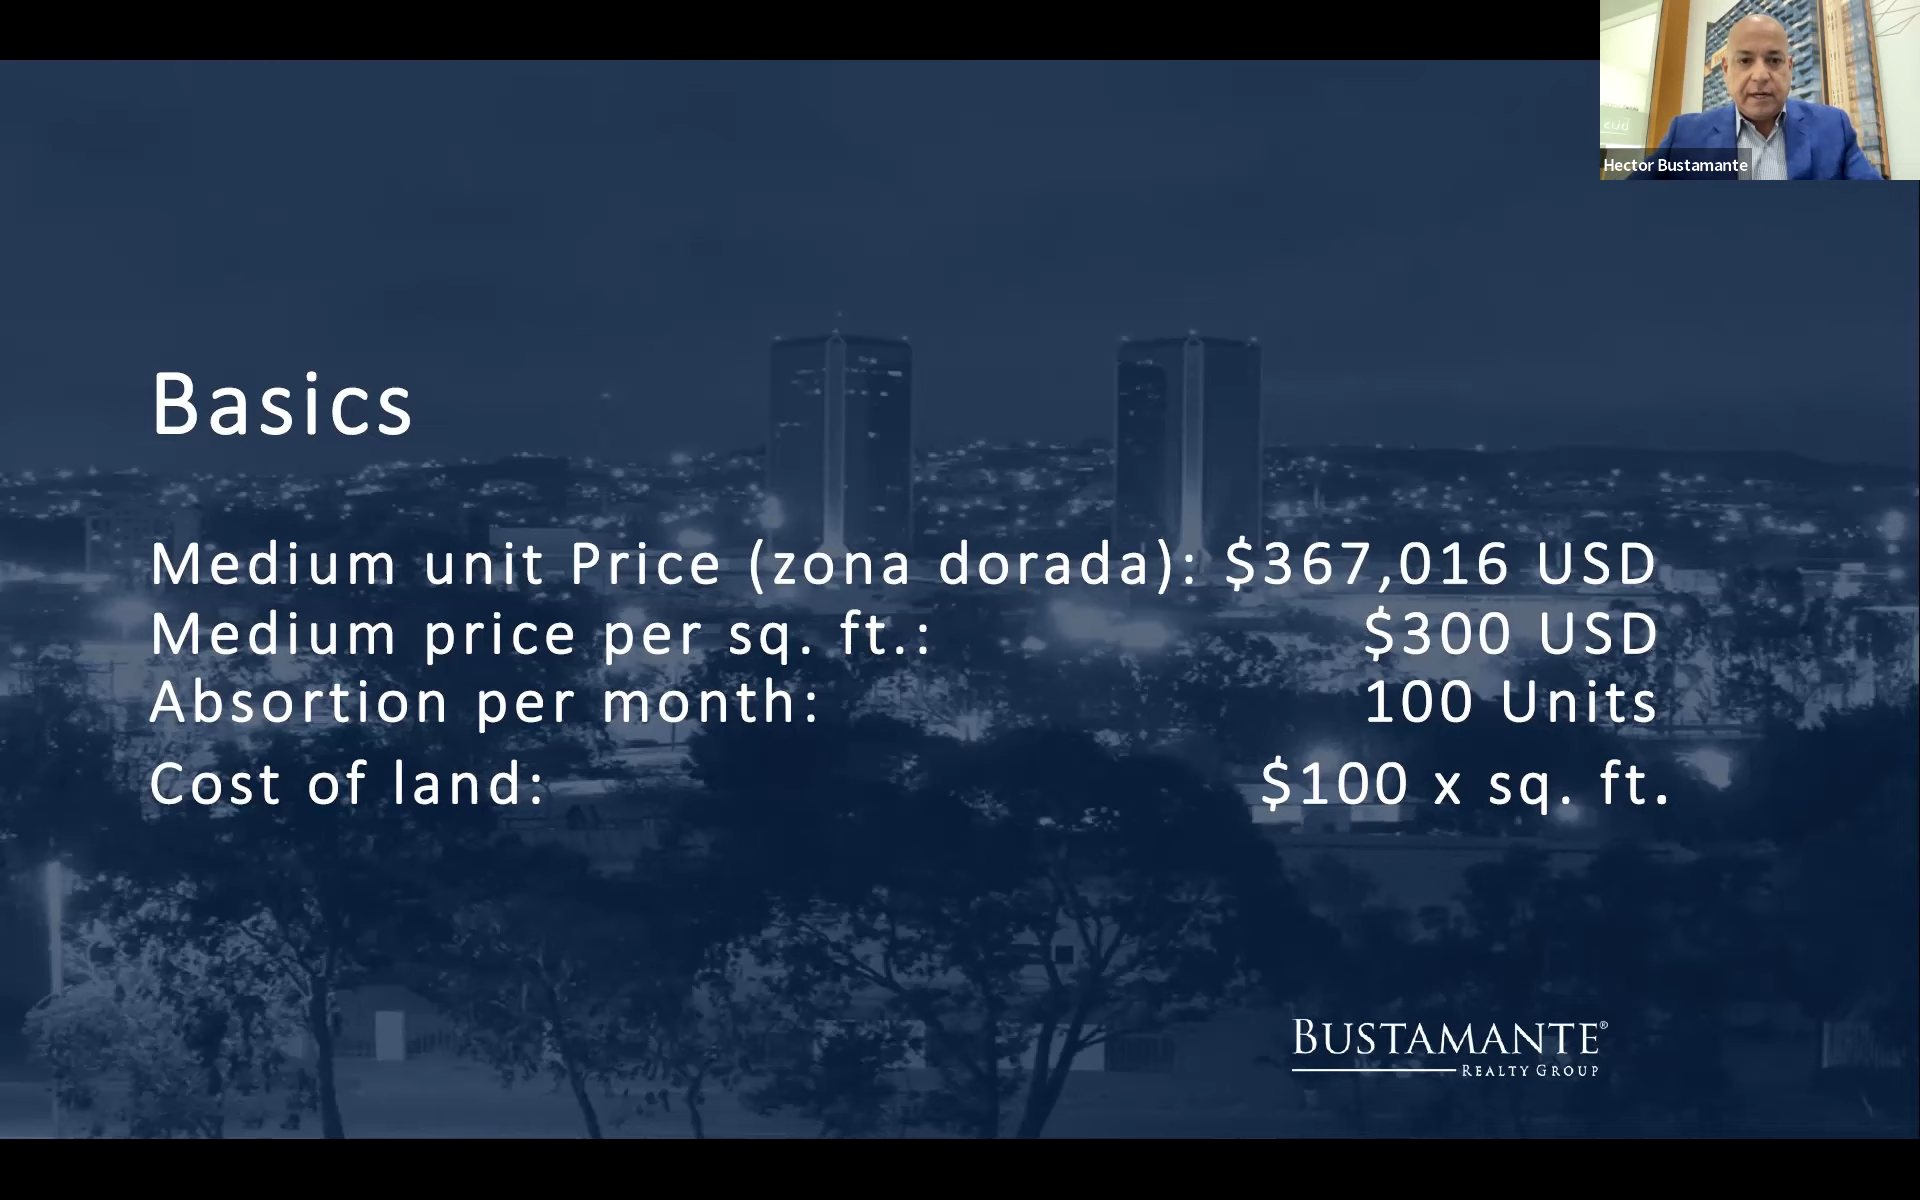 Hector Bustamante
Basics
Medium unit Price (zona dorada): $367,016 USD
Medium price per sq. ft.: $300 USD
Absortion per month: 100 Units
Cost of land: $100 x sq. ft.
BUSTAMANTE®
REALTY GROUP